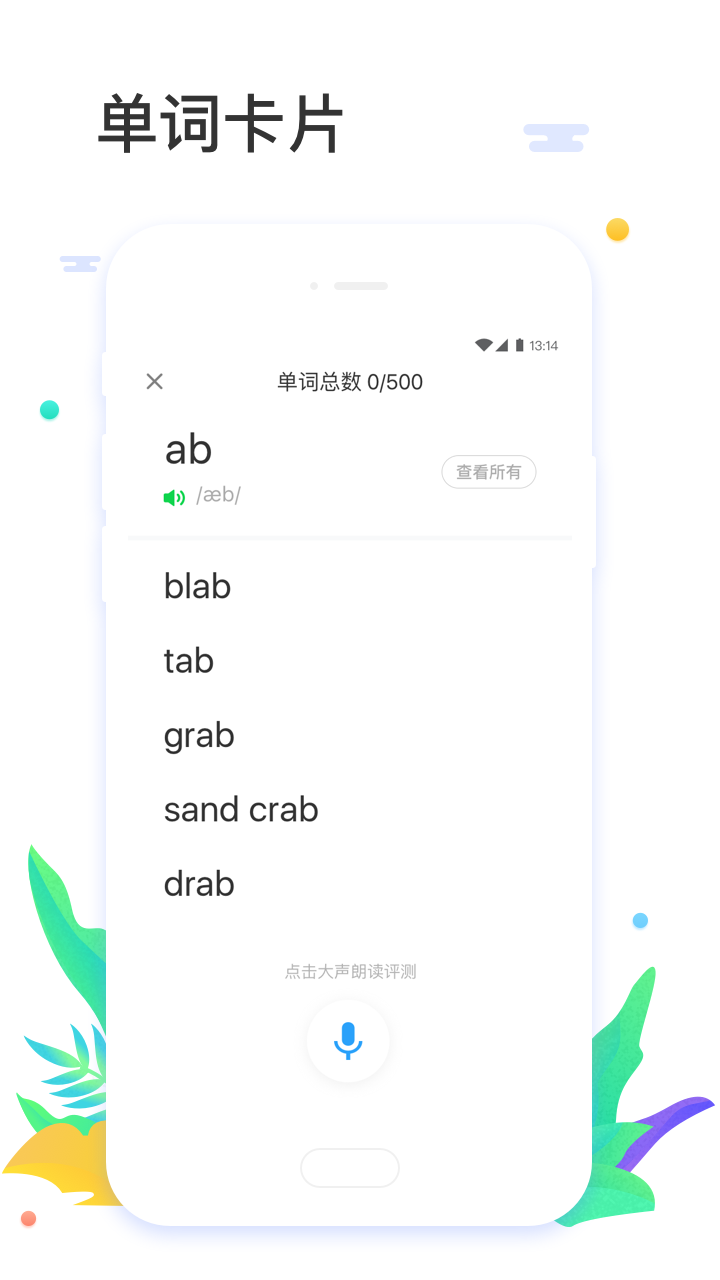 单词卡片
13:14
单词总数 0/500
ab
查看所有
/æb/
blab
tab
grab
sand crab
drab
点击大声朗读评测